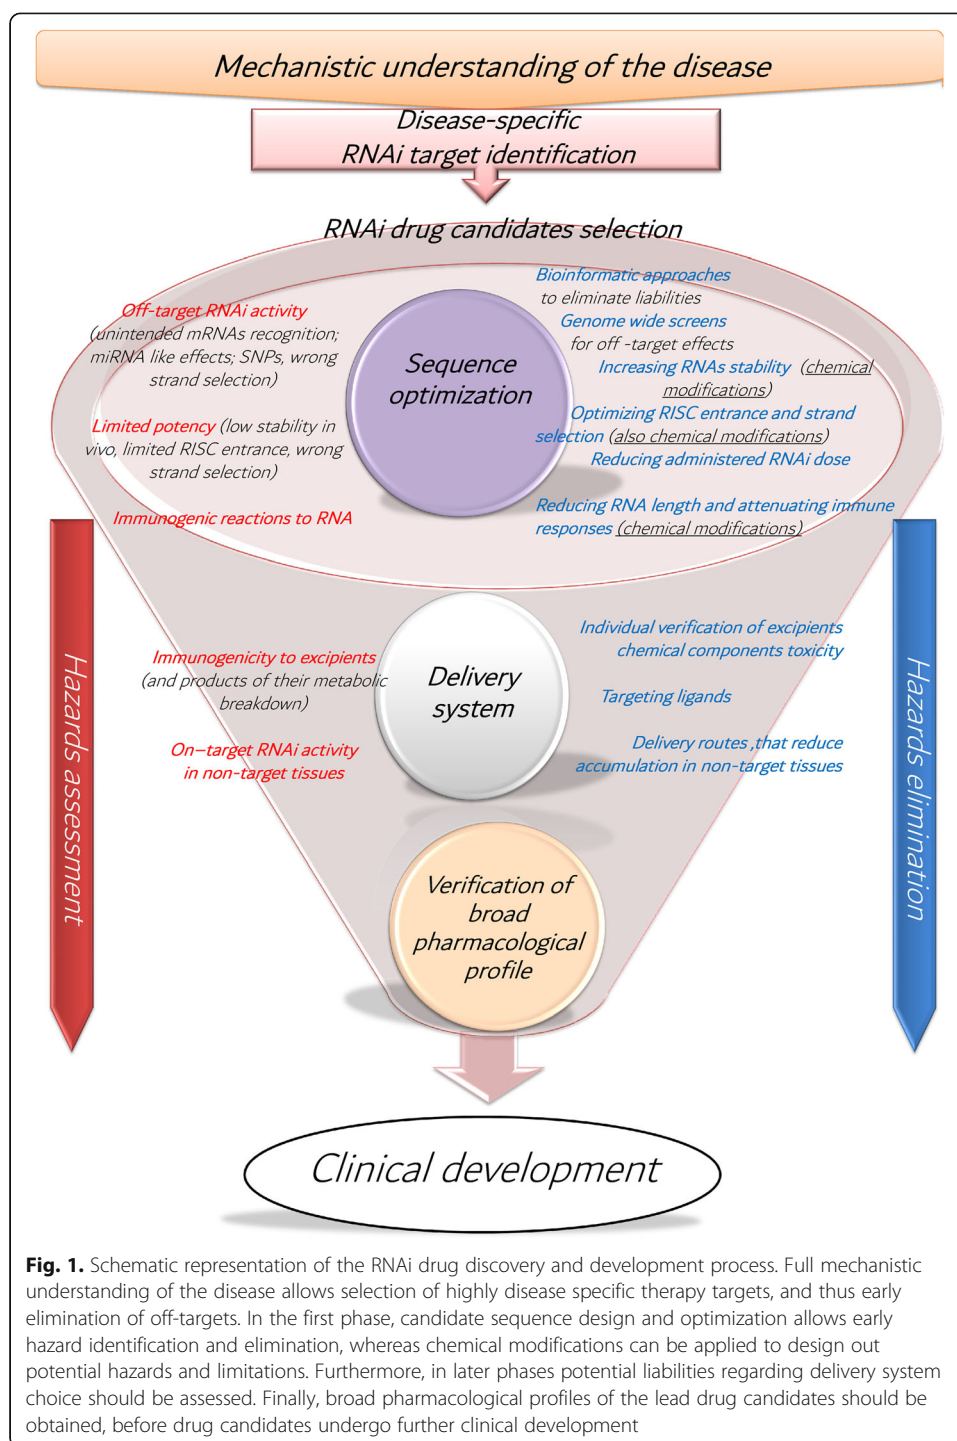 Mechanistic understanding of the disease
Disease-specific
RNAi target identification
RNAi drug candidates selection
Off-target RNAi activity
(unintended mRNAs recognition;
miRNA like effects; SNPs, wrong
strand selection)
Limited potency (low stability in
vivo, limited RISC entrance, wrong
strand selection)
Immunogenic reactions to RNA
Sequence
optimization
Bioinformatic approaches
to eliminate liabilities
Genome wide screens
for off -target effects
Increasing RNAs stability (chemical
modifications)
Optimizing RISC entrance and strand
selection (also chemical modifications)
Reducing administered RNAi dose
Reducing RNA length and attenuating immune
responses (chemical modifications)
Hazards assessment
Immunogenicity to excipients
(and products of their metabolic
breakdown)
On-target RNAi activity
in non-target tissues
Delivery
system
Individual verification of excipients
chemical components toxicity
Targeting ligands
Delivery routes ,that reduce
accumulation in non-target tissues
Hazards elimination
Verification of
broad
pharmacological
profile
Clinical development
Fig. 1. Schematic representation of the RNAi drug discovery and development process. Full mechanistic
understanding of the disease allows selection of highly disease specific therapy targets, and thus early
elimination of off-targets. In the first phase, candidate sequence design and optimization allows early
hazard identification and elimination, whereas chemical modifications can be applied to design out
potential hazards and limitations. Furthermore, in later phases potential liabilities regarding delivery system
choice should be assessed. Finally, broad pharmacological profiles of the lead drug candidates should be
obtained, before drug candidates undergo further clinical development